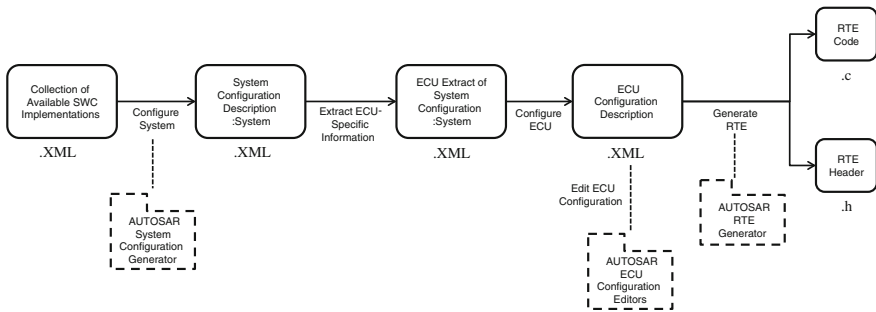 Collection of
Available SWC
Implementations
.XML
Configure
System
AUTOSAR
System
Configuration
Generator
System
Configuration
Description
:System
.XML
Extract ECU-
Specific
Information
ECU Extract of
System
Configuration
:System
.XML
Configure
ECU
ECU
Configuration
Description
.XML
Edit ECU
Configuration
AUTOSAR
ECU
Configuration
Editors
Generate
RTE
AUTOSAR
RTE
Generator
RTE
Code
.c
RTE
Header
.h